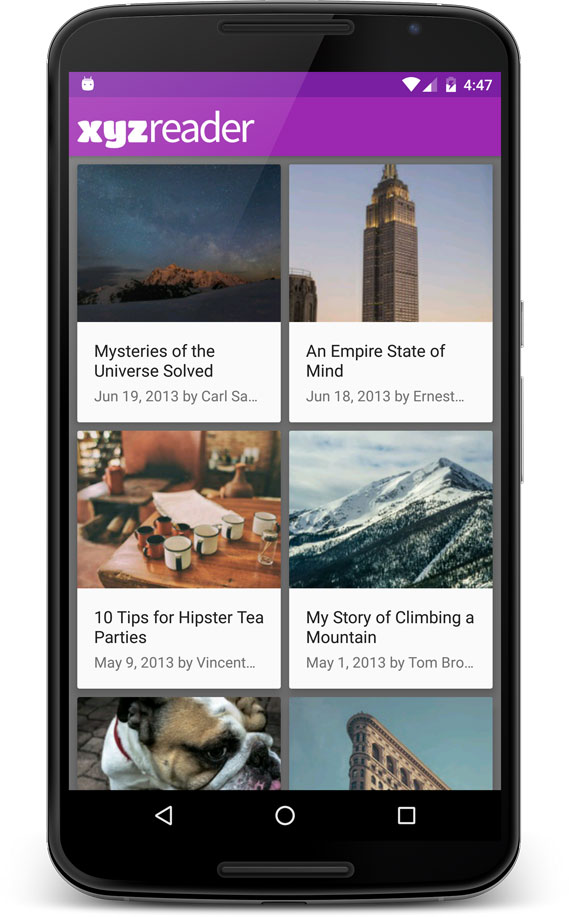 4:47
xyzreader
Mysteries of the
Universe Solved
Jun 19, 2013 by Carl Sa...
An Empire State of
Mind
Jun 18, 2013 by Ernest...
10 Tips for Hipster Tea
Parties
May 9, 2013 by Vincent...
My Story of Climbing a
Mountain
May 1, 2013 by Tom Bro...